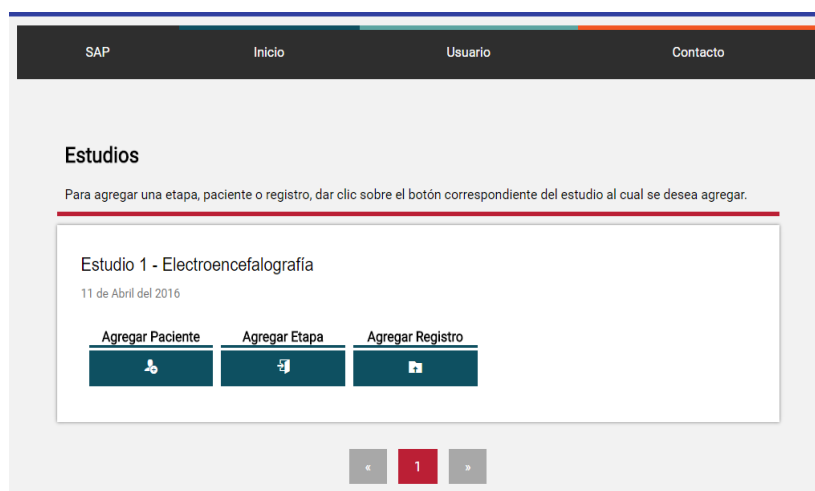 SAP Inicio Usuario Contacto
Estudios
Para agregar una etapa, paciente o registro, dar clic sobre el botón correspondiente del estudio al cual se desea agregar.
Estudio 1 - Electroencefalografía
11 de Abril del 2016
Agregar Paciente Agregar Etapa Agregar Registro
« 1 »